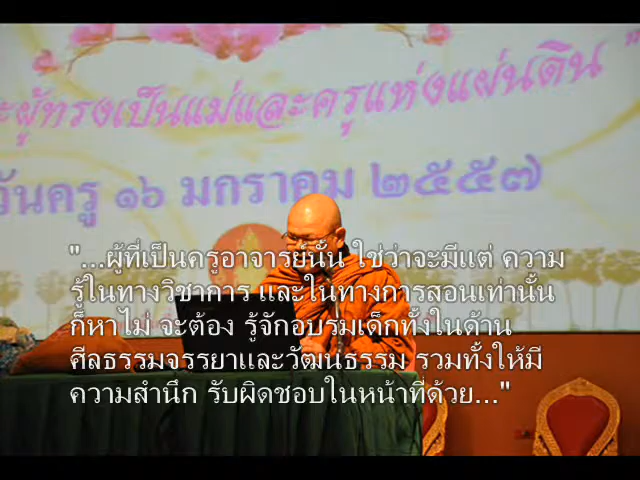 ะผู้ทรงเป็นแม่และครูแห่งแผ่นดิน "
วันครู ๑๖ มกราคม ๒๕๕๗
"...ผู้ที่เป็นครูอาจารย์นั้น ใช่ว่าจะมีแต่ ความ
รู้ในทางวิชาการ และในทางการสอนเท่านั้น
ก็หาไม่ จะต้อง รู้จักอบรมเด็กทั้งในด้าน
ศีลธรรมจรรยาและวัฒนธรรม รวมทั้งให้มี
ความสำนึก รับผิดชอบในหน้าที่ด้วย..."